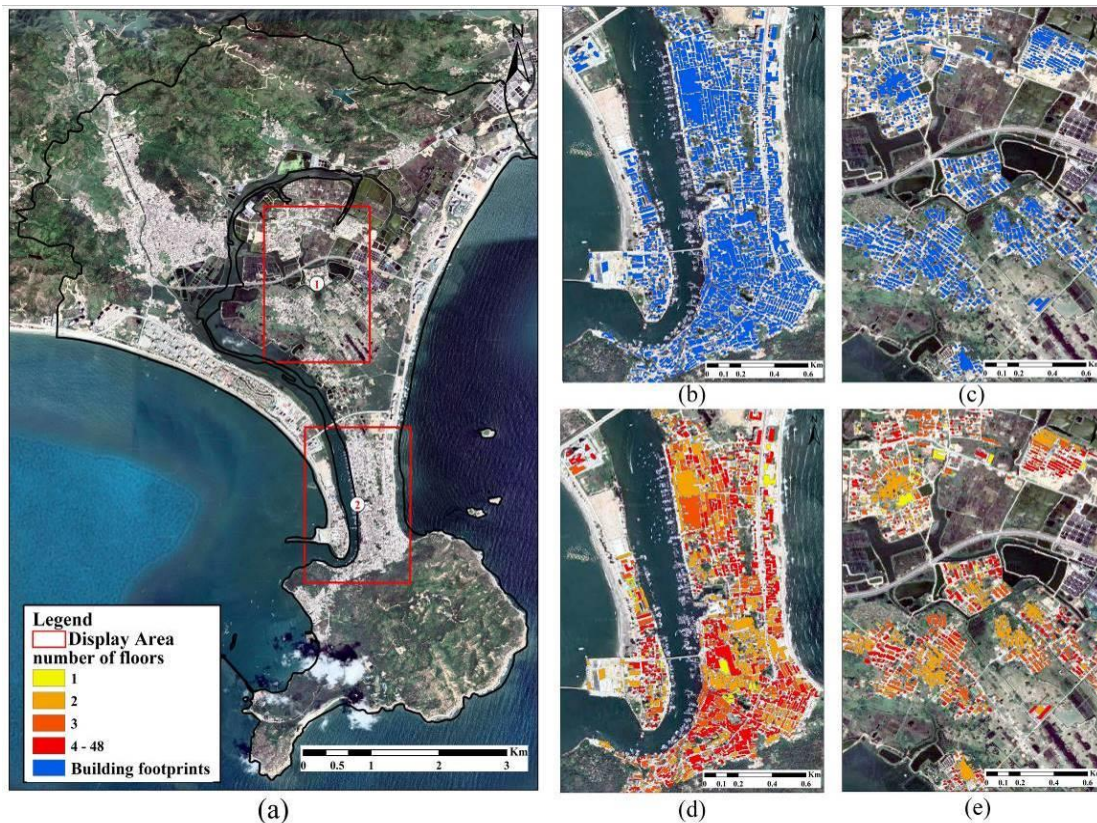 N
1
2
Legend
Display Area
number of floors
1
2
3
4 - 48
Building footprints
Km
0 0.5 1 2 3
(a)
Km
0 0.1 0.2 0.4 0.6
(b)
Km
0 0.1 0.2 0.4 0.6
(c)
Km
0 0.1 0.2 0.4 0.6
(d)
Km
0 0.1 0.2 0.4 0.6
(e)